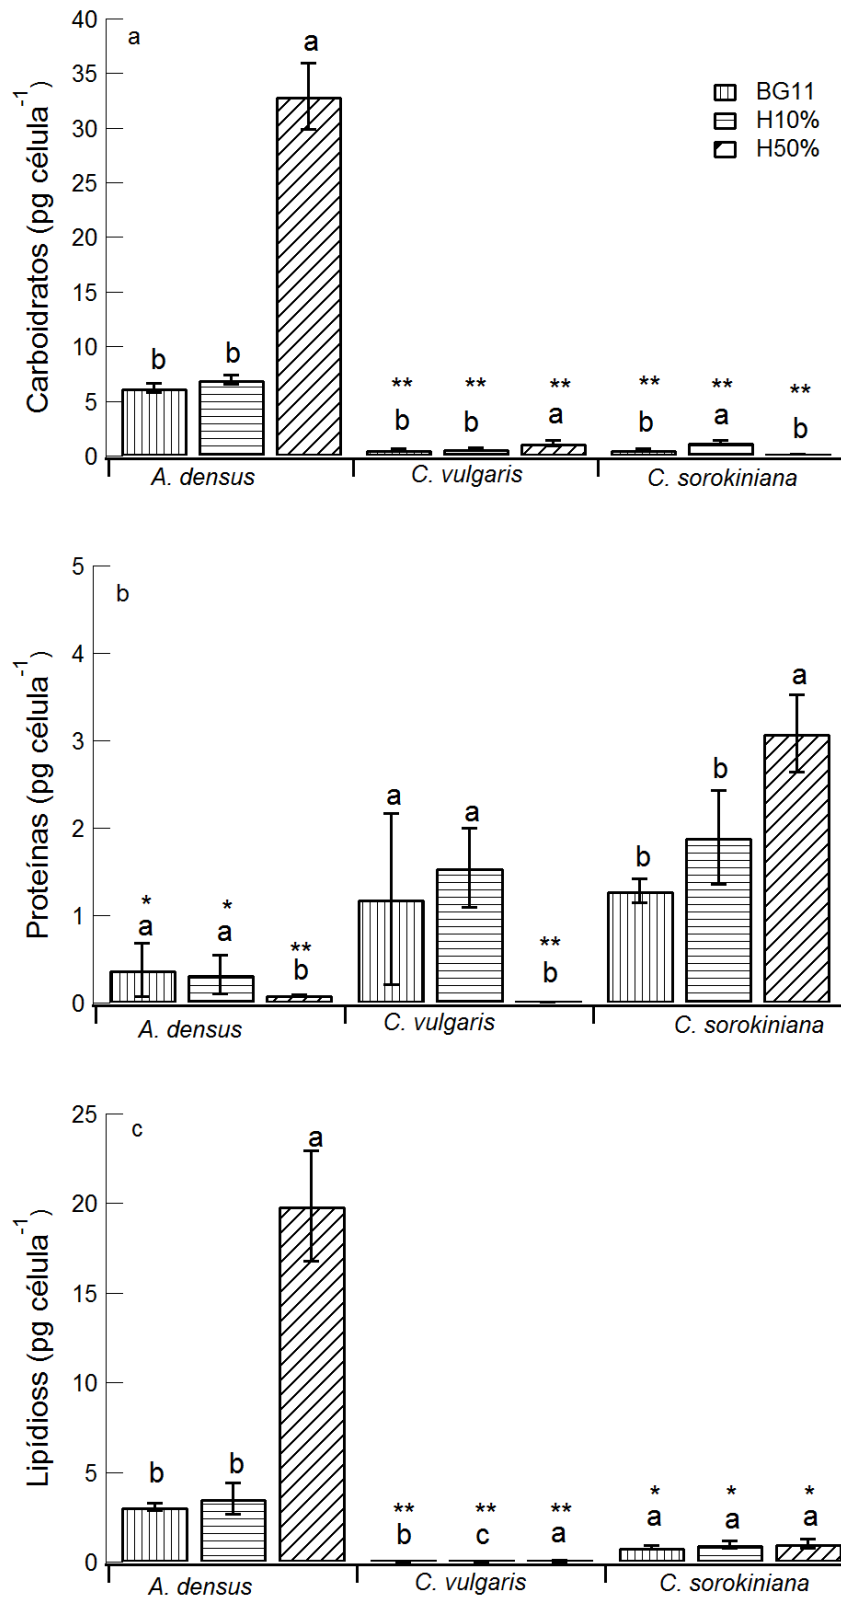 Carboidratos (pg célula-1)
40
35
30
25
20
15
10
5
0
a
BG11
H10%
H50%
b b a
** ** ** ** ** **
b b a b a b
A. densus C. vulgaris C. sorokiniana
Proteínas (pg célula-1)
5
4
3
2
1
0
b
* * ** **
a a b a a b b b a
A. densus C. vulgaris C. sorokiniana
Lipídioss (pg célula-1)
25
20
15
10
5
0
c
b b a
** ** ** * * *
b c a a a a
A. densus C. vulgaris C. sorokiniana